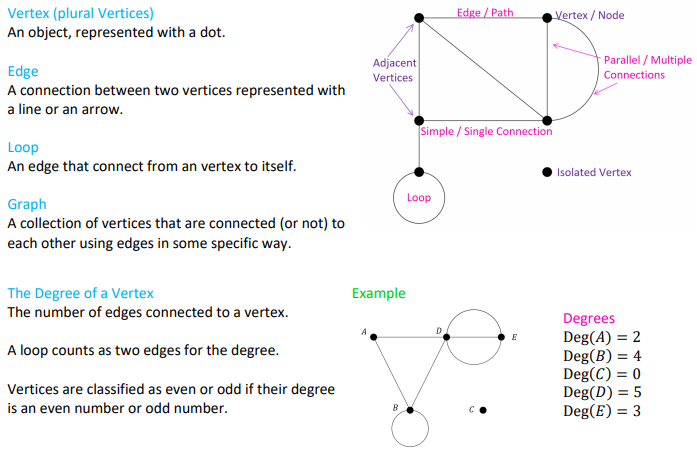 Vertex (plural Vertices)
An object, represented with a dot.
Edge
A connection between two vertices represented with
a line or an arrow.
Loop
An edge that connect from an vertex to itself.
Graph
A collection of vertices that are connected (or not) to
each other using edges in some specific way.
Edge / Path
Vertex / Node
Adjacent
Vertices
Parallel / Multiple
Connections
Simple / Single Connection
Isolated Vertex
Loop
The Degree of a Vertex
The number of edges connected to a vertex.
A loop counts as two edges for the degree.
Vertices are classified as even or odd if their degree
is an even number or odd number.
Example
A
D
E
B
C
Degrees
Deg(A) = 2
Deg(B) = 4
Deg(C) = 0
Deg(D) = 5
Deg(E) = 3